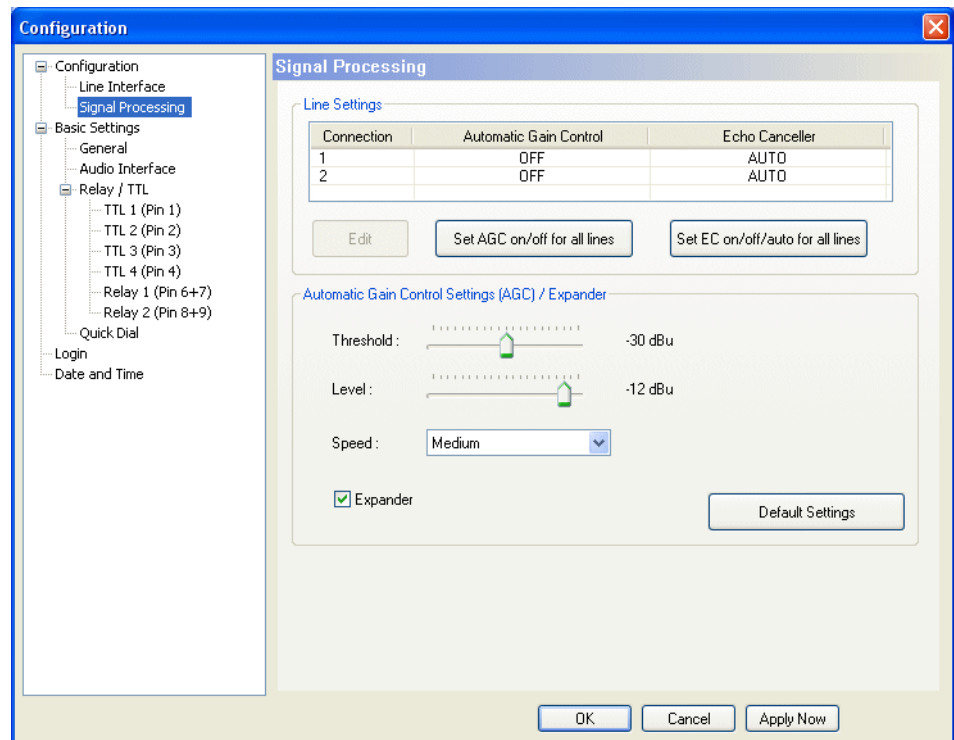 Configuration
Configuration
Line Interface
Signal Processing
Basic Settings
General
Audio Interface
Relay / TTL
TTL 1 (Pin 1)
TTL 2 (Pin 2)
TTL 3 (Pin 3)
TTL 4 (Pin 4)
Relay 1 (Pin 6+7)
Relay 2 (Pin 8+9)
Quick Dial
Login
Date and Time
Signal Processing
Line Settings
Connection Automatic Gain Control Echo Canceller
1 OFF AUTO
2 OFF AUTO
Edit Set AGC on/off for all lines Set EC on/off/auto for all lines
Automatic Gain Control Settings (AGC) / Expander
Threshold : -30 dBu
Level : -12 dBu
Speed : Medium
Expander
Default Settings
OK Cancel Apply Now